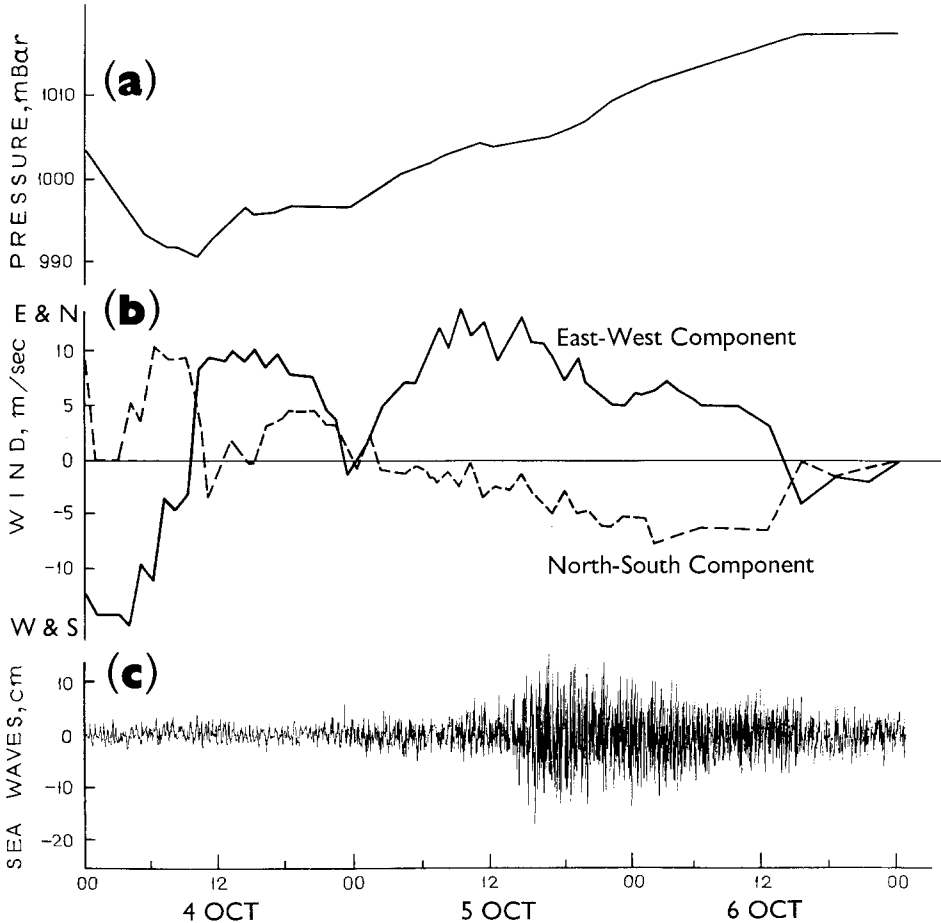 (a)
PRESSURE, mBar
1010
1000
990
(b)
E & N
WIND, m/sec
10
5
0
-5
-10
W & S
East-West Component
North-South Component
(c)
SEA WAVES, cm
10
0
-10
-20
00 12 00 12 00 12 00
4 OCT 5 OCT 6 OCT